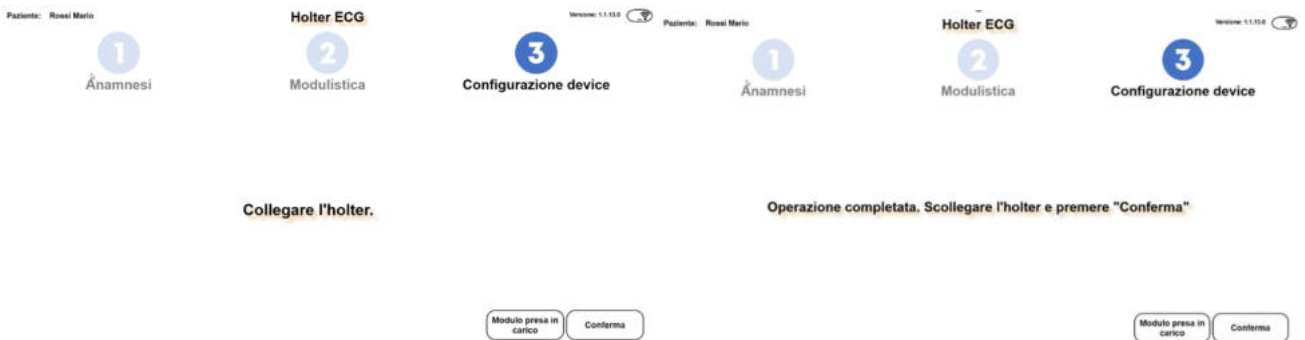 Paziente: Rossi Mario
Holter ECG
Versione: 1.1.13.0
1
2
3
Anamnesi
Modulistica
Configurazione device
Collegare l'holter.
Modulo presa in
carico
Conferma
Paziente: Rossi Mario
Holter ECG
Versione: 1.1.13.0
1
2
3
Anamnesi
Modulistica
Configurazione device
Operazione completata. Scollegare l'holter e premere "Conferma"
Modulo presa in
carico
Conferma